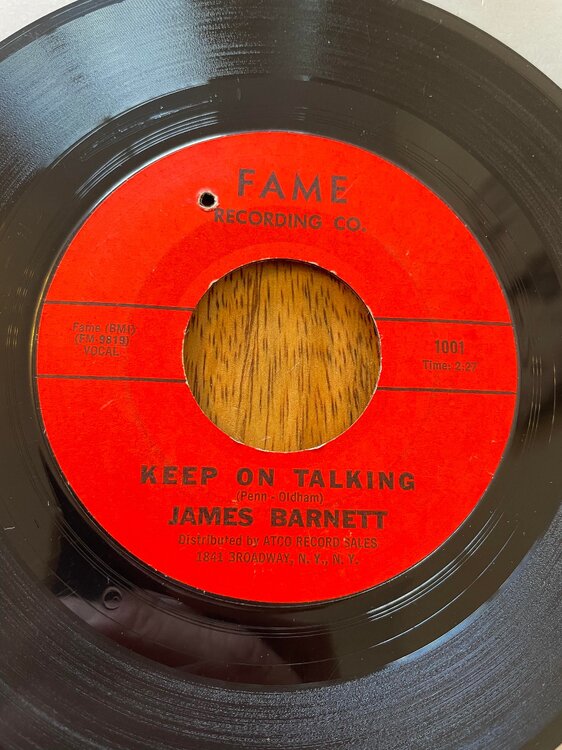 FAME
RECORDING CO.
Fame (BMI)
(FM 9819)
VOCAL
1001
Time: 2:27
KEEP ON TALKING
(Penn - Oldham)
JAMES BARNETT
Distributed by ATCO RECORD SALES
1841 BROADWAY, N. Y., N. Y.